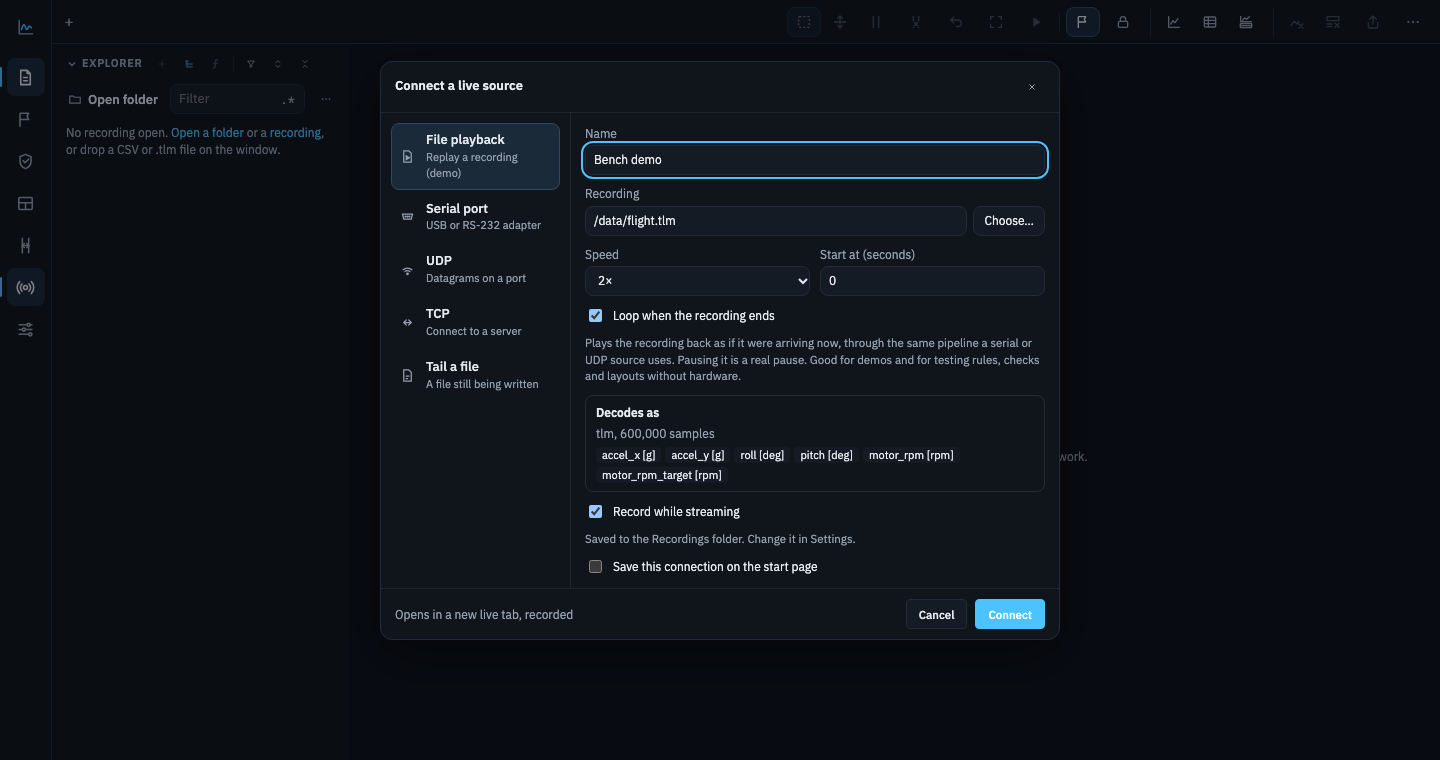 EXPLORER
Open folder
Filter
.*
No recording open. Open a folder or a recording,
or drop a CSV or .tlm file on the window.
Connect a live source
File playback
Replay a recording
(demo)
Serial port
USB or RS-232 adapter
UDP
Datagrams on a port
TCP
Connect to a server
Tail a file
A file still being written
Name
Bench demo
Recording
/data/flight.tlm
Choose...
Speed
Start at (seconds)
2×
0
Loop when the recording ends
Plays the recording back as if it were arriving now, through the same pipeline a serial or
UDP source uses. Pausing it is a real pause. Good for demos and for testing rules, checks
and layouts without hardware.
Decodes as
tlm, 600,000 samples
accel_x [g] accel_y [g] roll [deg] pitch [deg] motor_rpm [rpm]
motor_rpm_target [rpm]
work.
Record while streaming
Saved to the Recordings folder. Change it in Settings.
Save this connection on the start page
Opens in a new live tab, recorded
Cancel
Connect